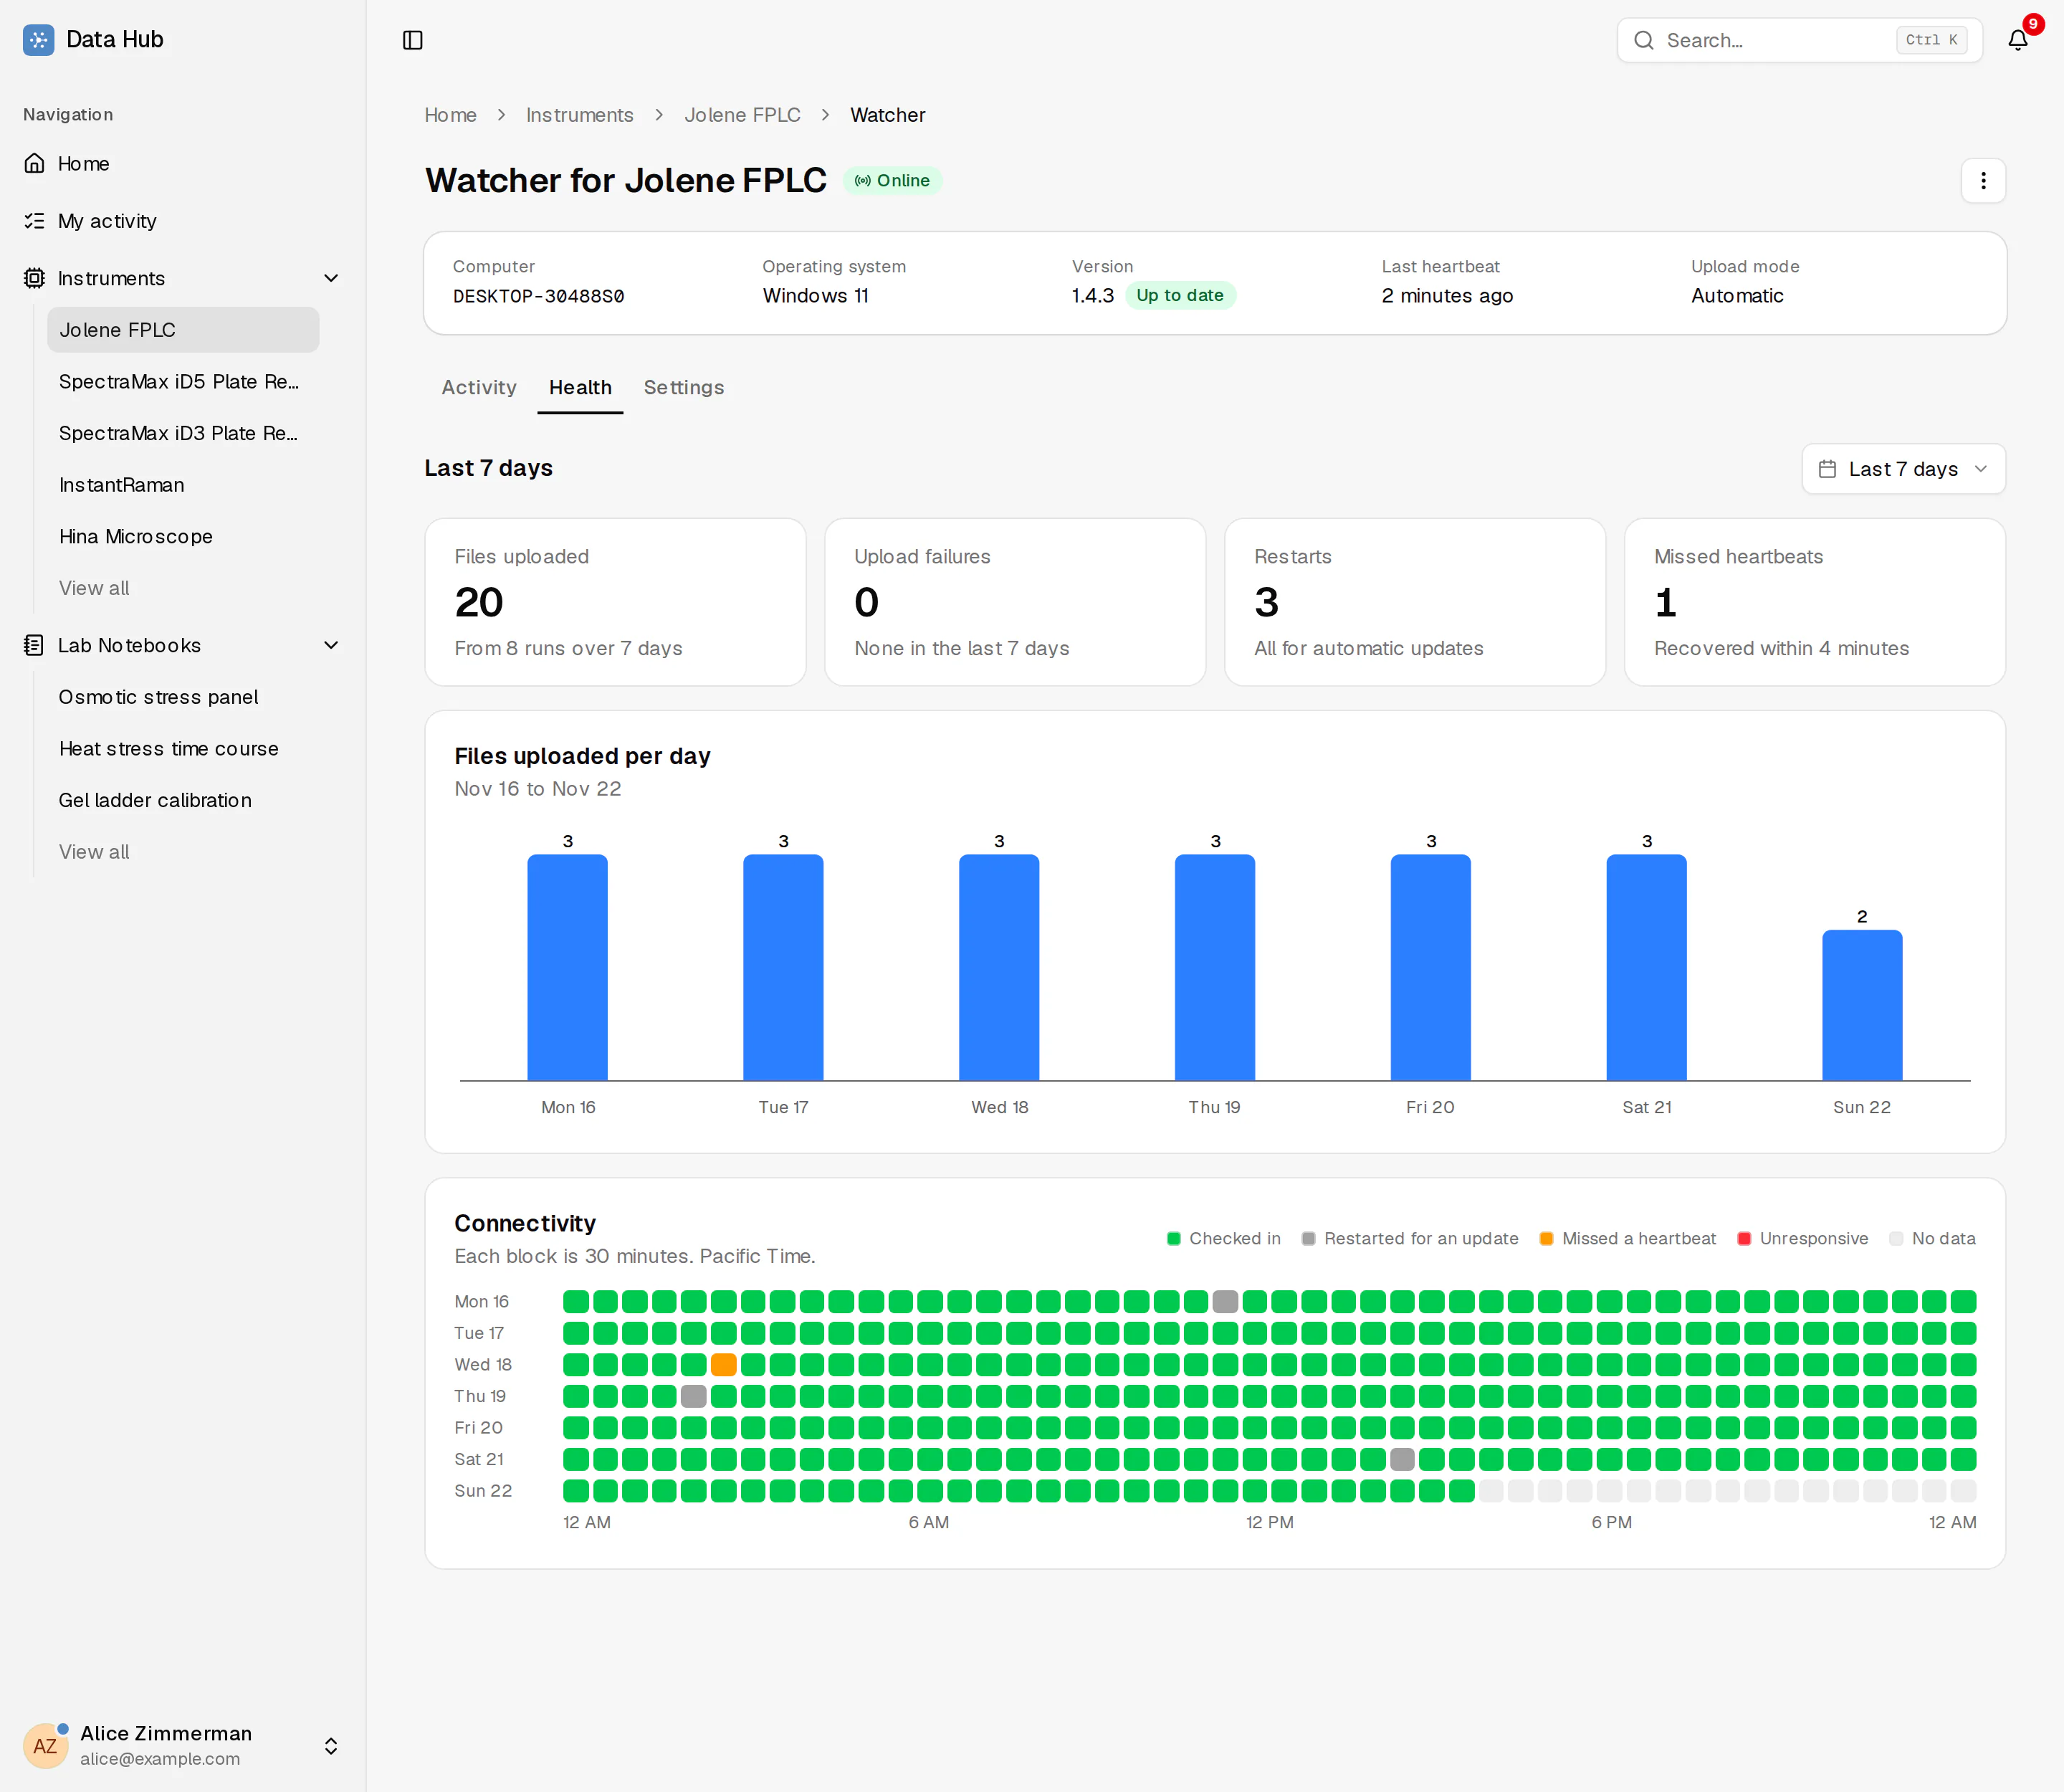 Data Hub
Search...
Ctrl K
9
Navigation
Home
My activity
Instruments
Jolene FPLC
SpectraMax iD5 Plate Re...
SpectraMax iD3 Plate Re...
InstantRaman
Hina Microscope
View all
Lab Notebooks
Osmotic stress panel
Heat stress time course
Gel ladder calibration
View all
AZ
Alice Zimmerman
alice@example.com
Home > Instruments > Jolene FPLC > Watcher
Watcher for Jolene FPLC
Online
Computer
DESKTOP-30488S0
Operating system
Windows 11
Version
1.4.3 Up to date
Last heartbeat
2 minutes ago
Upload mode
Automatic
Activity Health Settings
Last 7 days
Last 7 days
Files uploaded
20
From 8 runs over 7 days
Upload failures
0
None in the last 7 days
Restarts
3
All for automatic updates
Missed heartbeats
1
Recovered within 4 minutes
Files uploaded per day
Nov 16 to Nov 22
3 3 3 3 3 3 2
Mon 16 Tue 17 Wed 18 Thu 19 Fri 20 Sat 21 Sun 22
Connectivity
Each block is 30 minutes. Pacific Time.
Checked in Restarted for an update Missed a heartbeat Unresponsive No data
Mon 16
Tue 17
Wed 18
Thu 19
Fri 20
Sat 21
Sun 22
12 AM 6 AM 12 PM 6 PM 12 AM